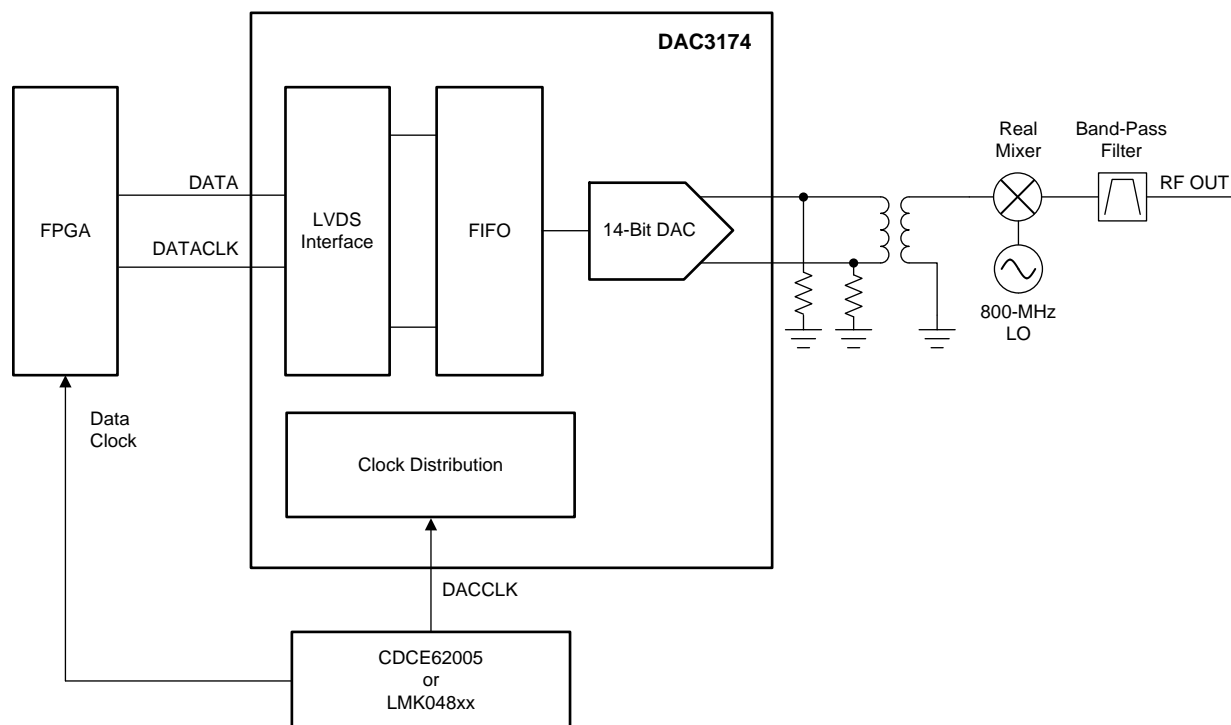 DAC3174
FPGA
DATA
DATACLK
LVDS
Interface
FIFO
14-Bit DAC
Real
Mixer
Band-Pass
Filter
RF OUT
800-MHz
LO
Data
Clock
Clock Distribution
DACCLK
CDCE62005
or
LMK048xx